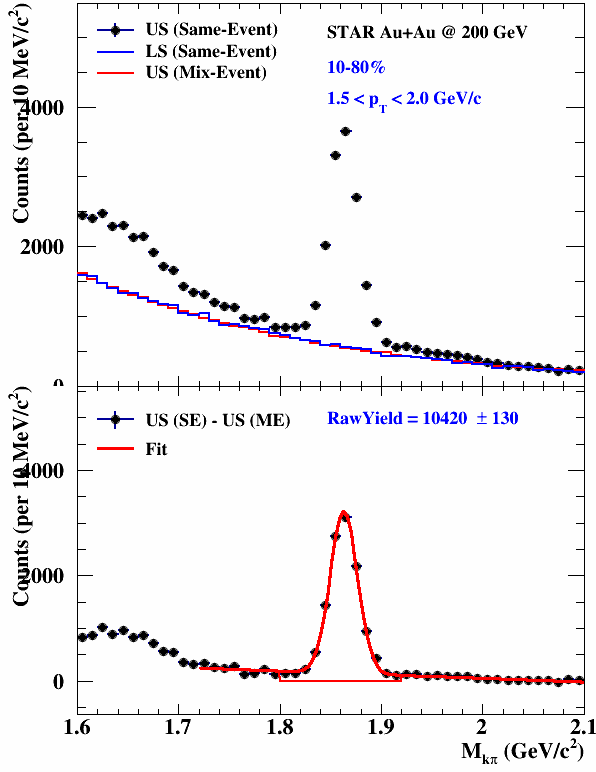 US (Same-Event)
LS (Same-Event)
US (Mix-Event)
STAR Au+Au @ 200 GeV
10-80%
1.5 < p_T < 2.0 GeV/c
Counts (per 10 MeV/c²)
4000
2000
0
US (SE) - US (ME)
Fit
RawYield = 10420 ± 130
Counts (per 10 MeV/c²)
4000
2000
0
1.6 1.7 1.8 1.9 2 2.1
M_kπ (GeV/c²)